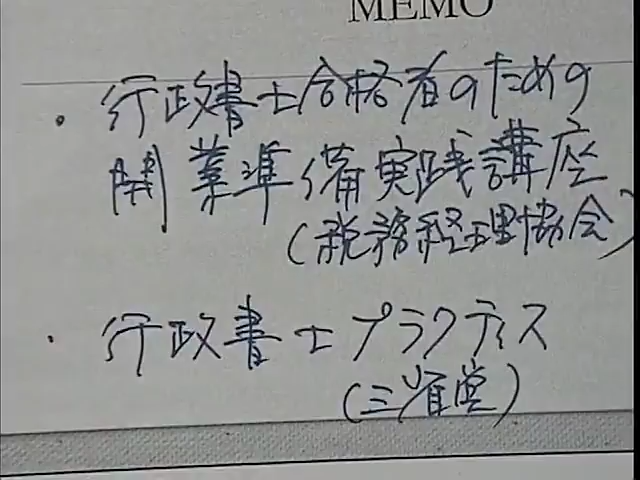 MEMO
・行政書士合格者のための
開業準備実践講座
(税務経理協会)
・行政書士プラクティス
(三省堂)